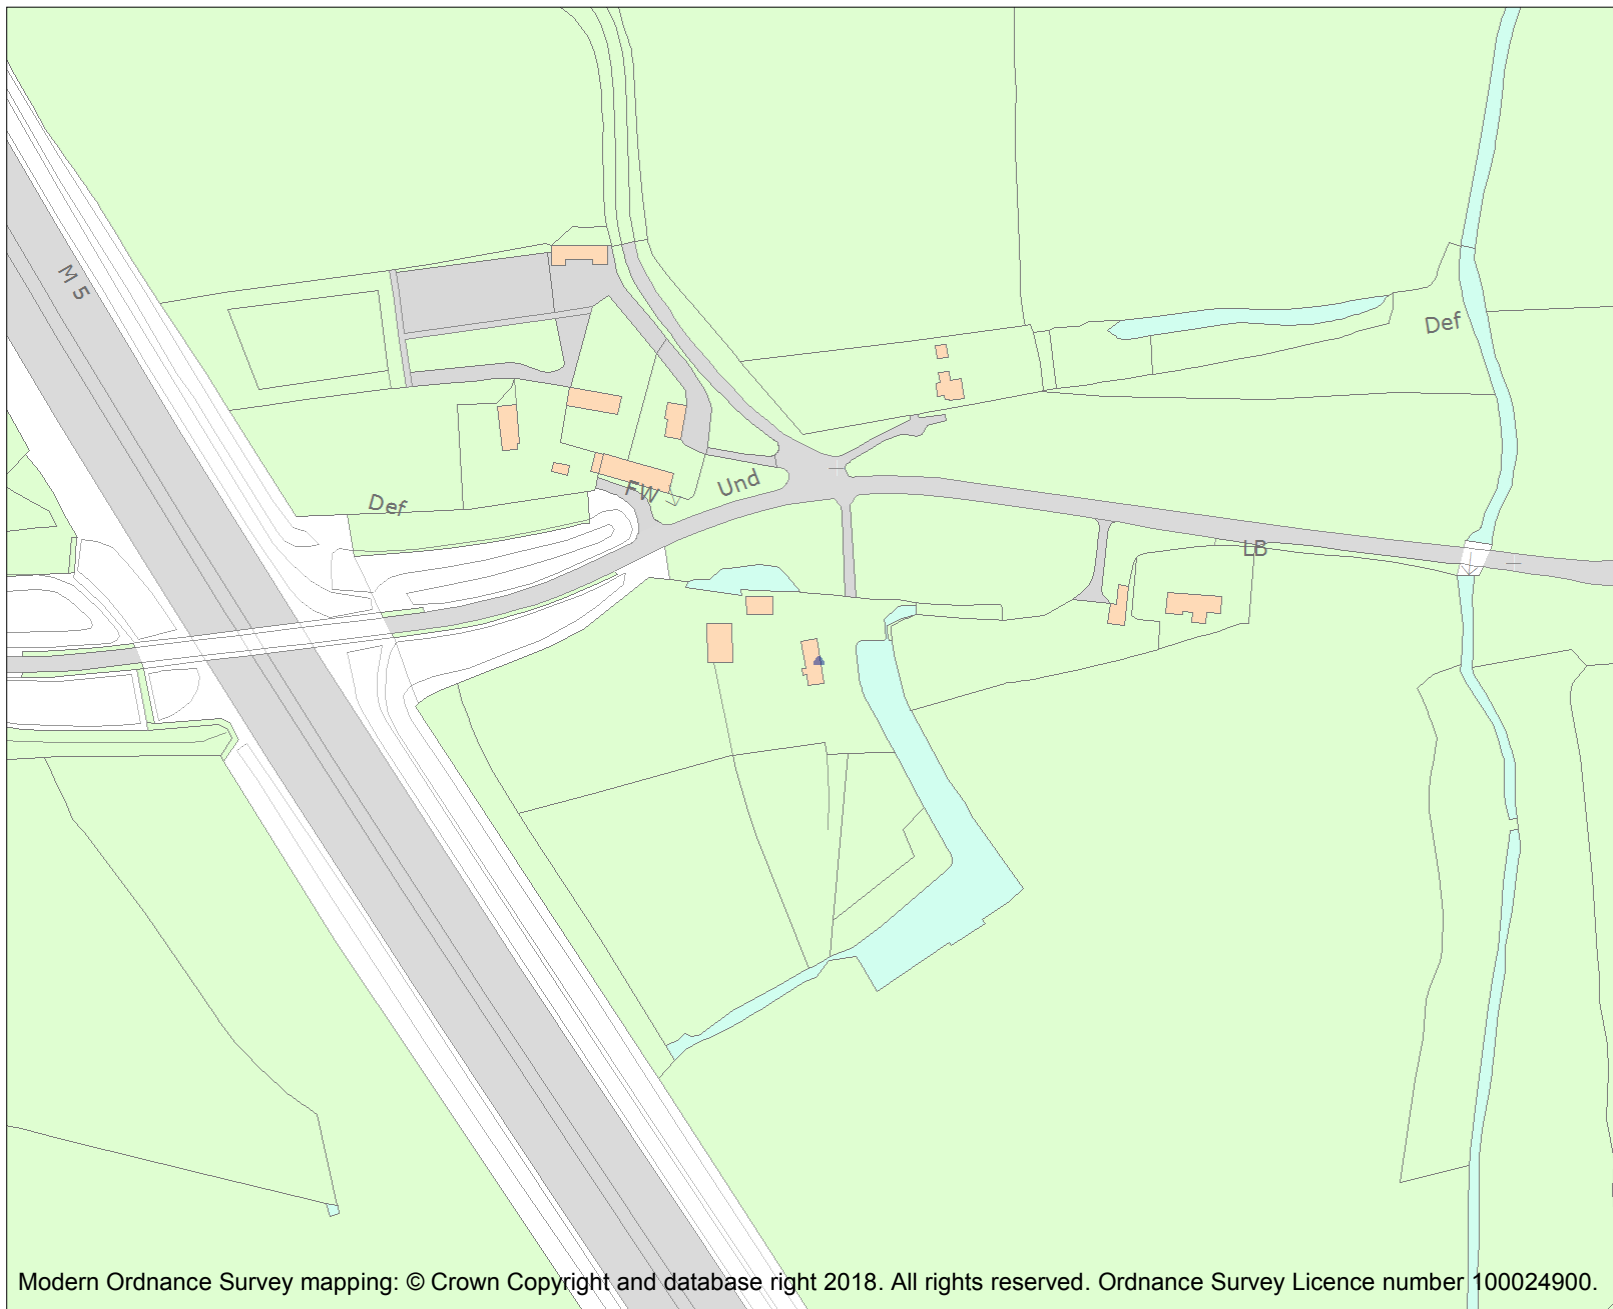 M 5
Def
Def
Und
FW
LB
Modern Ordnance Survey mapping: © Crown Copyright and database right 2018. All rights reserved. Ordnance Survey Licence number 100024900.